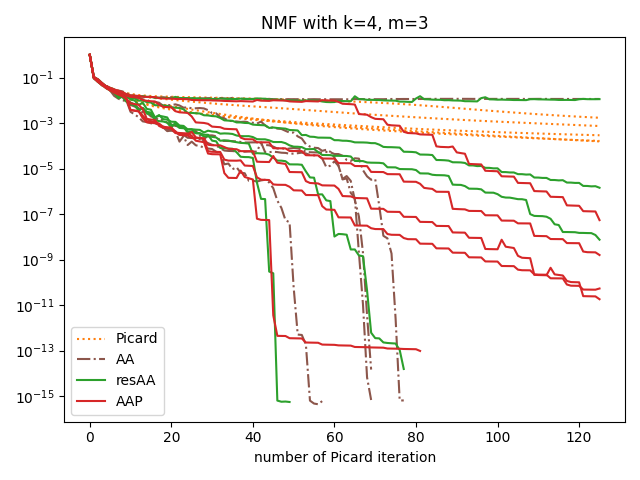 NMF with k=4, m=3
10⁻¹
10⁻³
10⁻⁵
10⁻⁷
10⁻⁹
10⁻¹¹
10⁻¹³
10⁻¹⁵
Picard
AA
resAA
AAP
0 20 40 60 80 100 120
number of Picard iteration